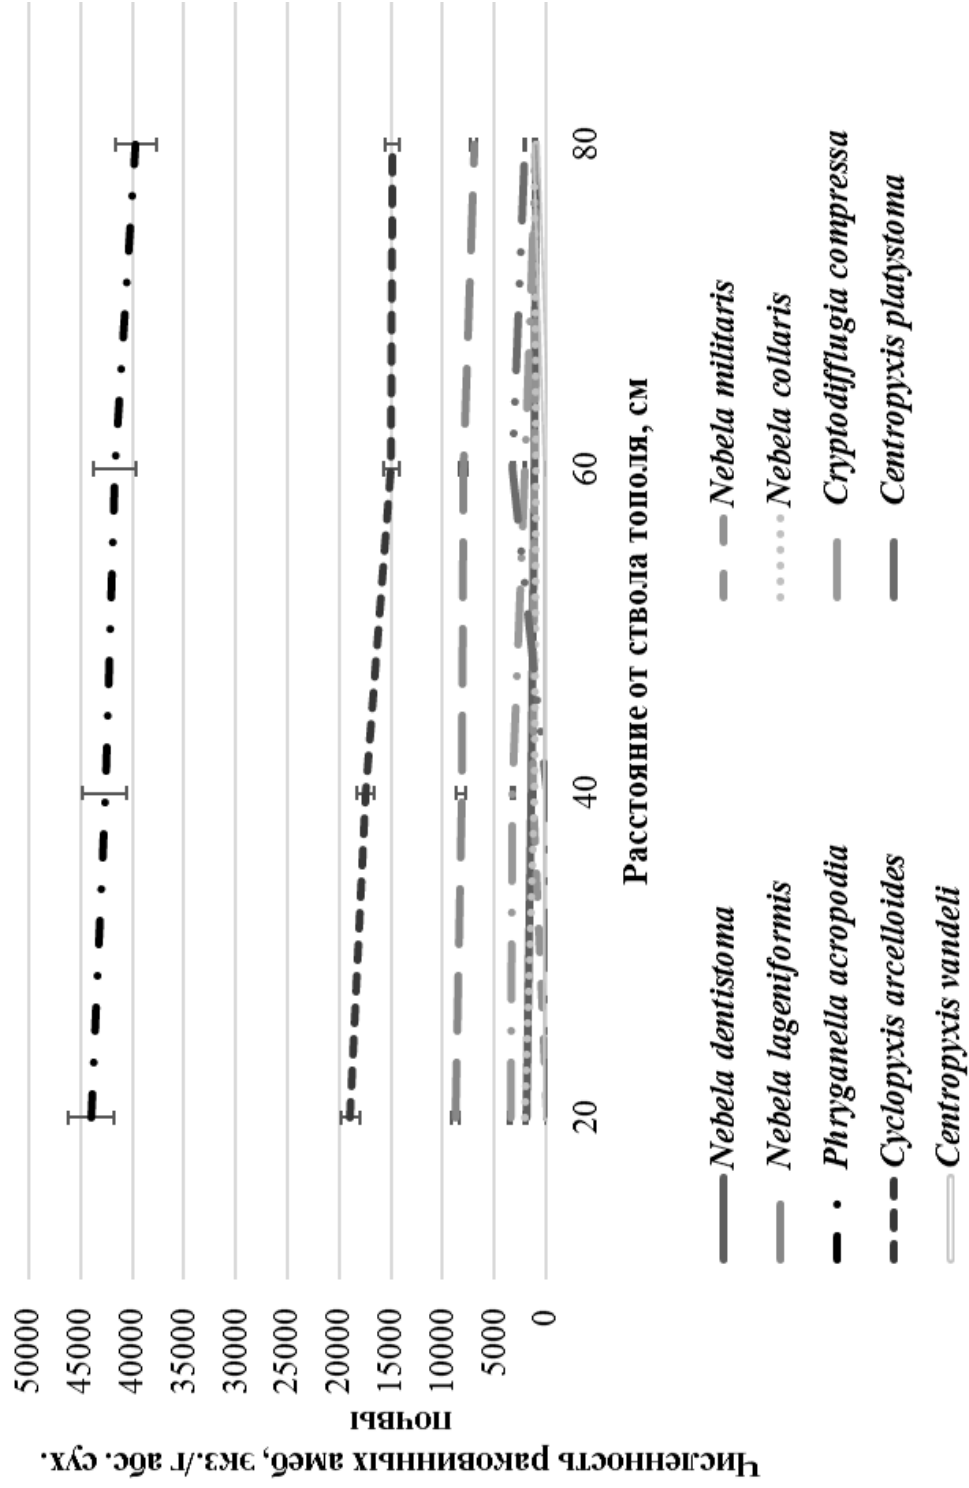 Численность раковинных амеб, экз./г абс. сух.
почвы
50000
45000
40000
35000
30000
25000
20000
15000
10000
5000
0
20 40 60 80
Расстояние от ствола тополя, см
Nebela dentistoma Nebela militaris
Nebela lageniformis Nebela collaris
Phryganella acropodia Cryptodifflugia compressa
Cyclopyxis arcelloides Centropyxis platystoma
Centropyxis vandeli